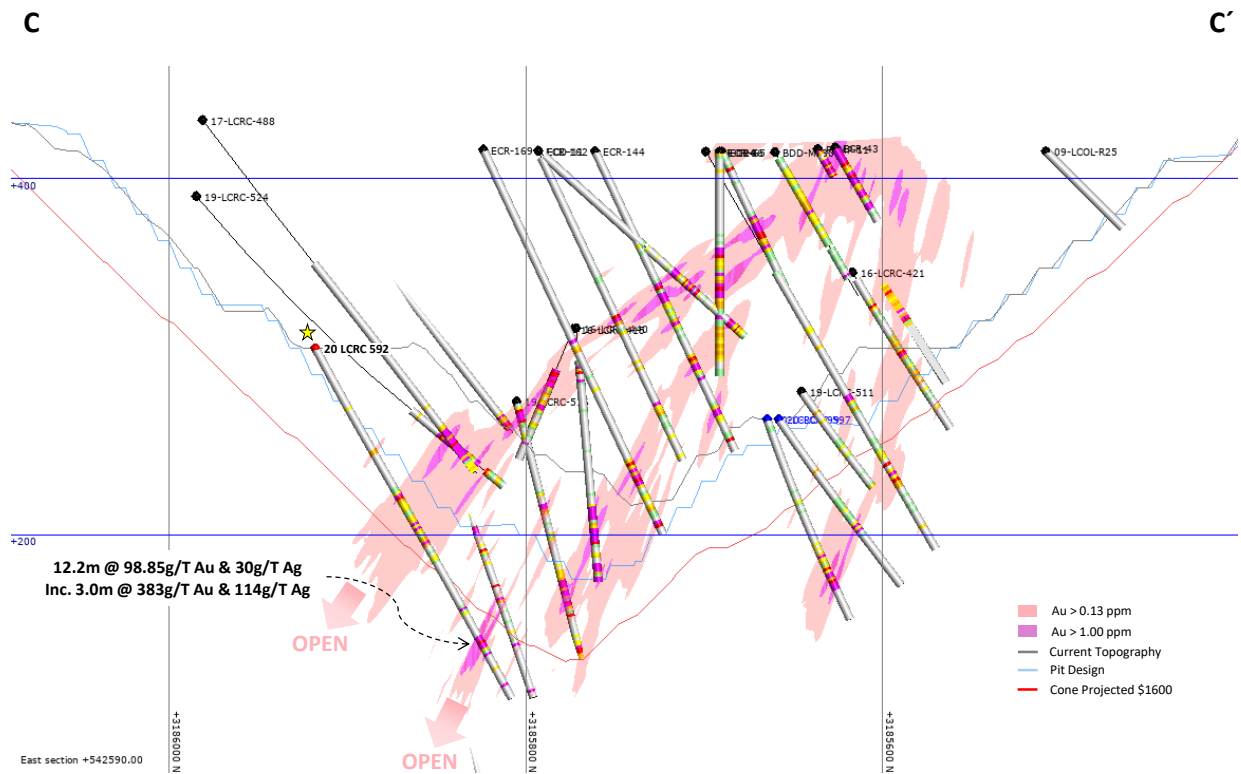 C
C´
17-LCRC-488
19-LCRC-524
ECR-169
ECR-144
09-LCOL-R25
+400
16-LCRC-421
20 LCRC 592
19-LCRC-511
+200
12.2m @ 98.85g/T Au & 30g/T Ag
Inc. 3.0m @ 383g/T Au & 114g/T Ag
OPEN
OPEN
Au > 0.13 ppm
Au > 1.00 ppm
Current Topography
Pit Design
Cone Projected $1600
+3186000 N
+3185800 N
+3185600 N
East section +542590.00